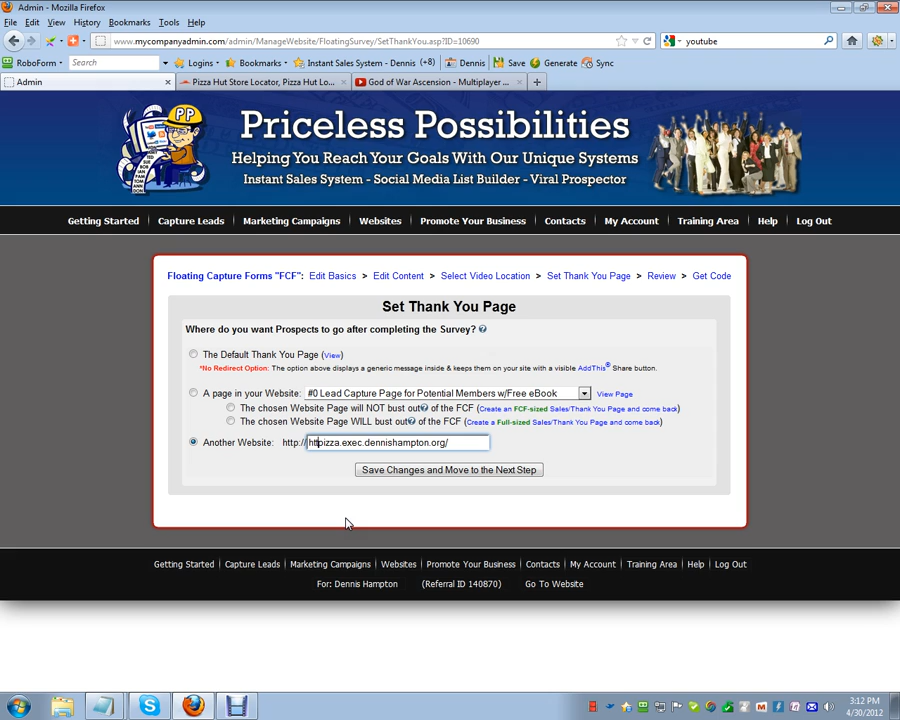 Admin - Mozilla Firefox
File Edit View History Bookmarks Tools Help
www.mycompanyadmin.com/admin/ManageWebsite/FloatingSurvey/SetThankYou.asp?ID=10690
youtube
RoboForm Search Logins Bookmarks Instant Sales System - Dennis (+8) Dennis Save Generate Sync
Admin
Pizza Hut Store Locator, Pizza Hut Lo...
God of War Ascension - Multiplayer ...
PP
Priceless Possibilities
Helping You Reach Your Goals With Our Unique Systems
Instant Sales System - Social Media List Builder - Viral Prospector
Getting Started Capture Leads Marketing Campaigns Websites Promote Your Business Contacts My Account Training Area Help Log Out
Floating Capture Forms "FCF": Edit Basics > Edit Content > Select Video Location > Set Thank You Page > Review > Get Code
Set Thank You Page
Where do you want Prospects to go after completing the Survey?
The Default Thank You Page (View)
*No Redirect Option: The option above displays a generic message inside & keeps them on your site with a visible AddThis® Share button.
A page in your Website: #0 Lead Capture Page for Potential Members w/Free eBook View Page
The chosen Website Page will NOT bust out of the FCF (Create an FCF-sized Sales/Thank You Page and come back)
The chosen Website Page WILL bust out of the FCF (Create a Full-sized Sales/Thank You Page and come back)
Another Website: http:// httpizza.exec.dennishampton.org/
Save Changes and Move to the Next Step
Getting Started Capture Leads Marketing Campaigns Websites Promote Your Business Contacts My Account Training Area Help Log Out
For: Dennis Hampton (Referral ID 140870) Go To Website
3:12 PM
4/30/2012